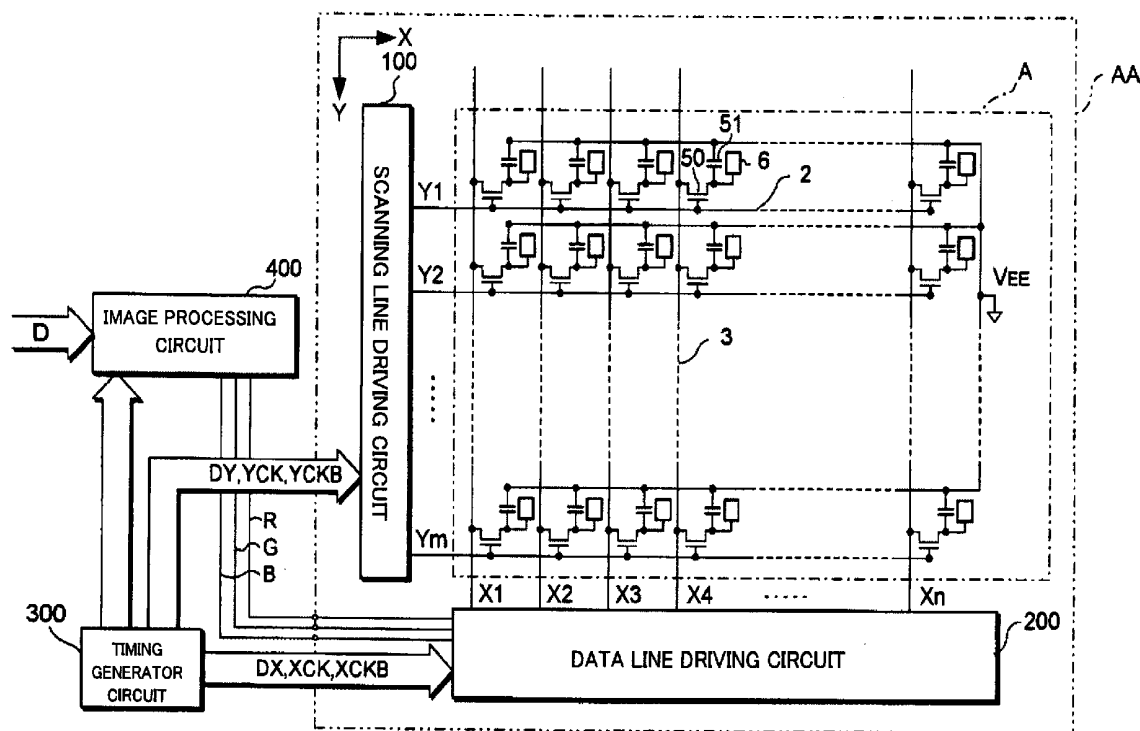 X
100
Y
A
AA
SCANNING LINE DRIVING CIRCUIT
51
50
6
2
Y1
Y2
VEE
400
IMAGE PROCESSING
CIRCUIT
D
3
.....
DY,YCK,YCKB
R
G
B
Ym
X1 X2 X3 X4 ..... Xn
300
TIMING
GENERATOR
CIRCUIT
DX,XCK,XCKB
DATA LINE DRIVING CIRCUIT
200